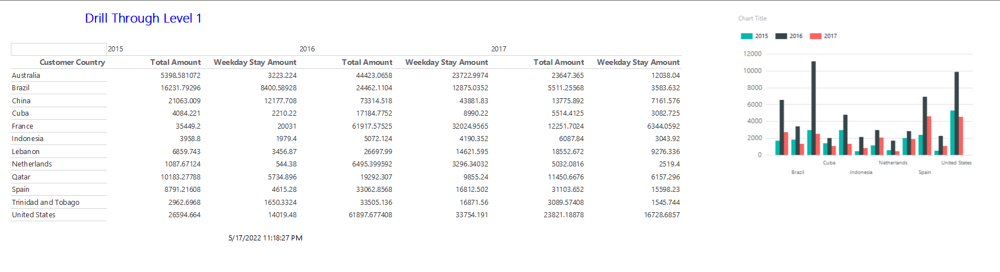 Drill Through Level 1
2015 2016 2017
Customer Country Total Amount Weekday Stay Amount Total Amount Weekday Stay Amount Total Amount Weekday Stay Amount
Australia 5398.581072 3223.224 44423.0658 23722.9974 23647.365 12038.04
Brazil 16231.79296 8400.58928 24462.1104 12875.0352 5511.25568 3583.632
China 21063.009 12177.708 73314.518 43881.83 13775.892 7161.576
Cuba 4084.221 2210.22 17184.7752 8990.22 5514.4125 3082.725
France 35449.2 20031 61917.57525 32024.9565 12251.7024 6344.0592
Indonesia 3958.8 1979.4 5072.124 4190.352 6087.84 3043.92
Lebanon 6859.743 3456.87 26697.99 14621.595 18552.672 9276.336
Netherlands 1087.67124 544.38 6495.399592 3296.34032 5032.0816 2519.4
Qatar 10183.27788 5734.896 19292.307 9855.24 11450.6676 6157.296
Spain 8791.21608 4615.28 33062.8568 16812.502 31103.652 15598.23
Trinidad and Tobago 2962.6968 1650.3324 33505.136 16871.56 3089.57408 1545.744
United States 26594.664 14019.48 61897.677408 33754.191 23821.18878 16728.6857
5/17/2022 11:18:27 PM
Chart Title
2015 2016 2017
12000
10000
8000
6000
4000
2000
0
Cuba Netherlands United States
Brazil Indonesia Spain